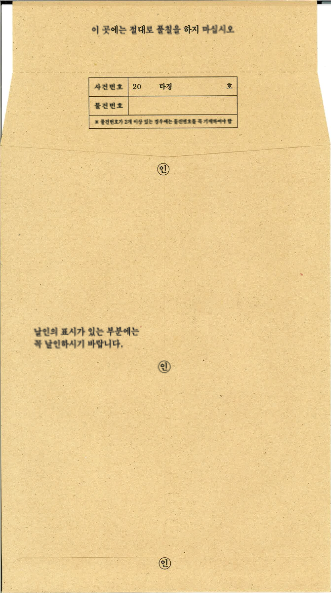 이 곳에는 절대로 풀칠을 하지 마십시오
사건번호 20 타경 호
물건번호
※ 물건번호가 2개 이상 있는 경우에는 물건번호를 꼭 기재하여야 함
인
날인의 표시가 있는 부분에는
꼭 날인하시기 바랍니다.
인
인